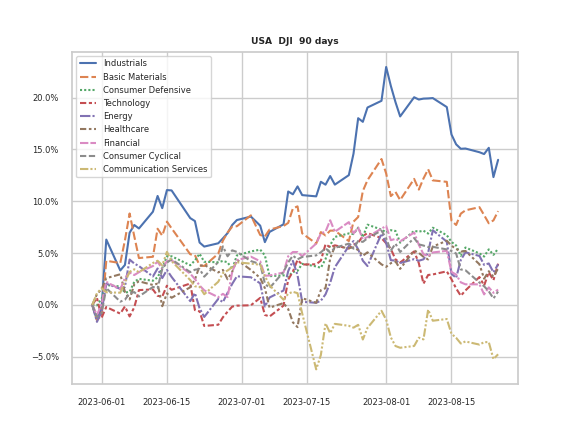 USA DJI 90 days
Industrials
Basic Materials
Consumer Defensive
Technology
Energy
Healthcare
Financial
Consumer Cyclical
Communication Services
20.0%
15.0%
10.0%
5.0%
0.0%
−5.0%
2023-06-01 2023-06-15 2023-07-01 2023-07-15 2023-08-01 2023-08-15